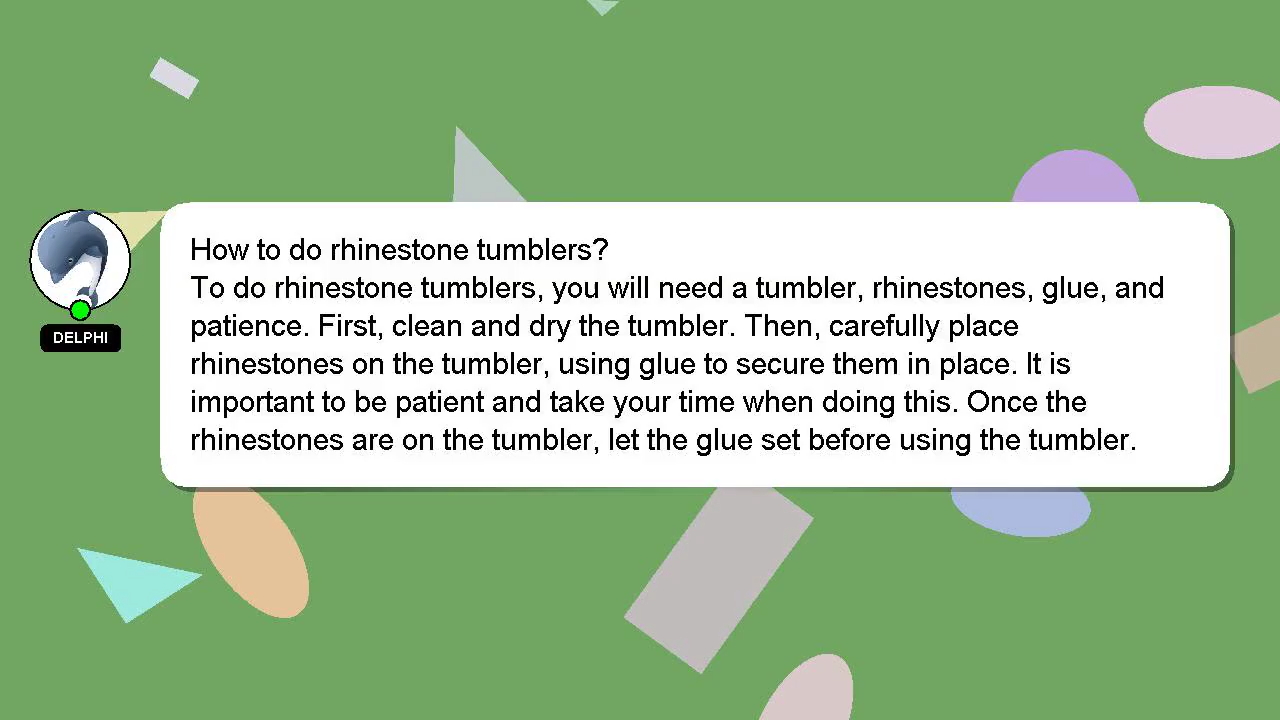 How to do rhinestone tumblers?
To do rhinestone tumblers, you will need a tumbler, rhinestones, glue, and
patience. First, clean and dry the tumbler. Then, carefully place
rhinestones on the tumbler, using glue to secure them in place. It is
important to be patient and take your time when doing this. Once the
rhinestones are on the tumbler, let the glue set before using the tumbler.
DELPHI